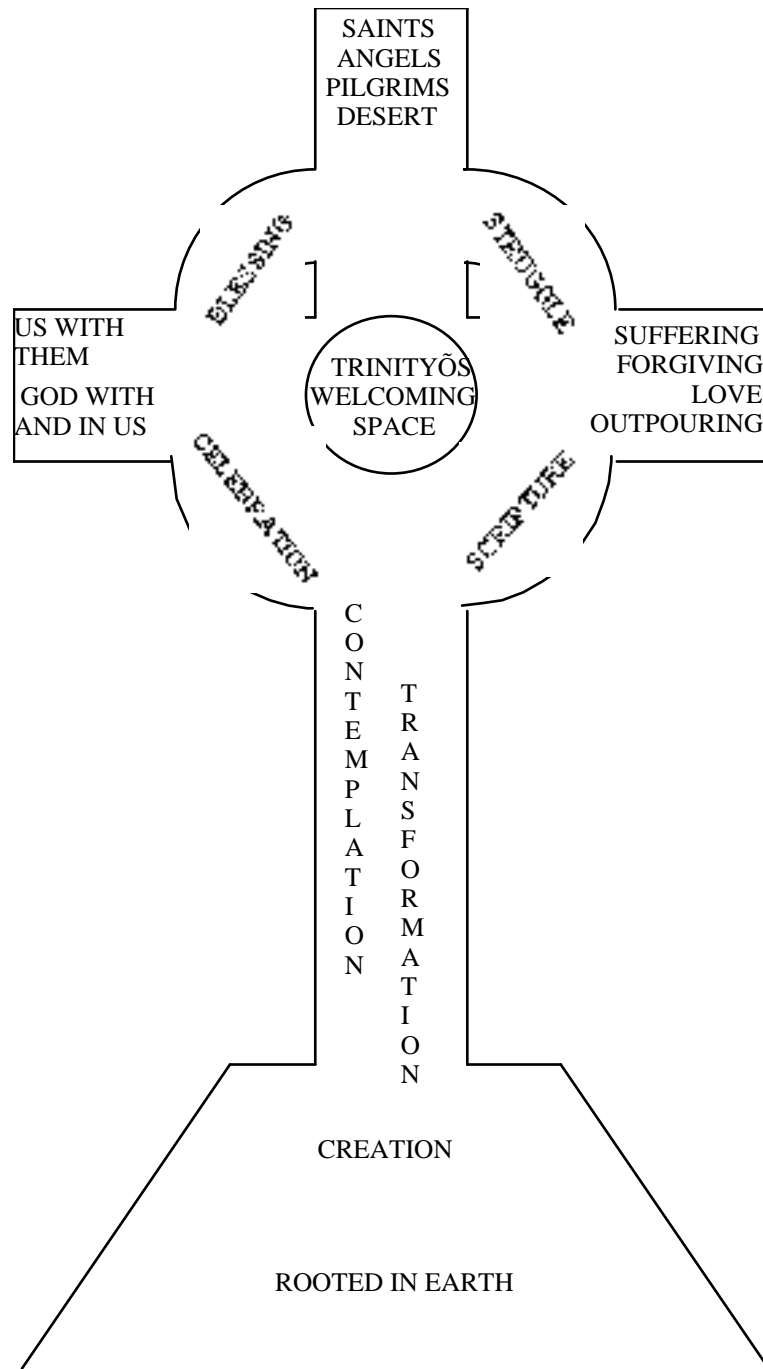 SAINTS
ANGELS
PILGRIMS
DESERT
BLESSING
STRUGGLE
US WITH
THEM
GOD WITH
AND IN US
TRINITYÕS
WELCOMING
SPACE
SUFFERING
FORGIVING
LOVE
OUTPOURING
CELEBRATION
SCRIPTURE
CONTEMPLATION
TRANSFORMATION
CREATION
ROOTED IN EARTH